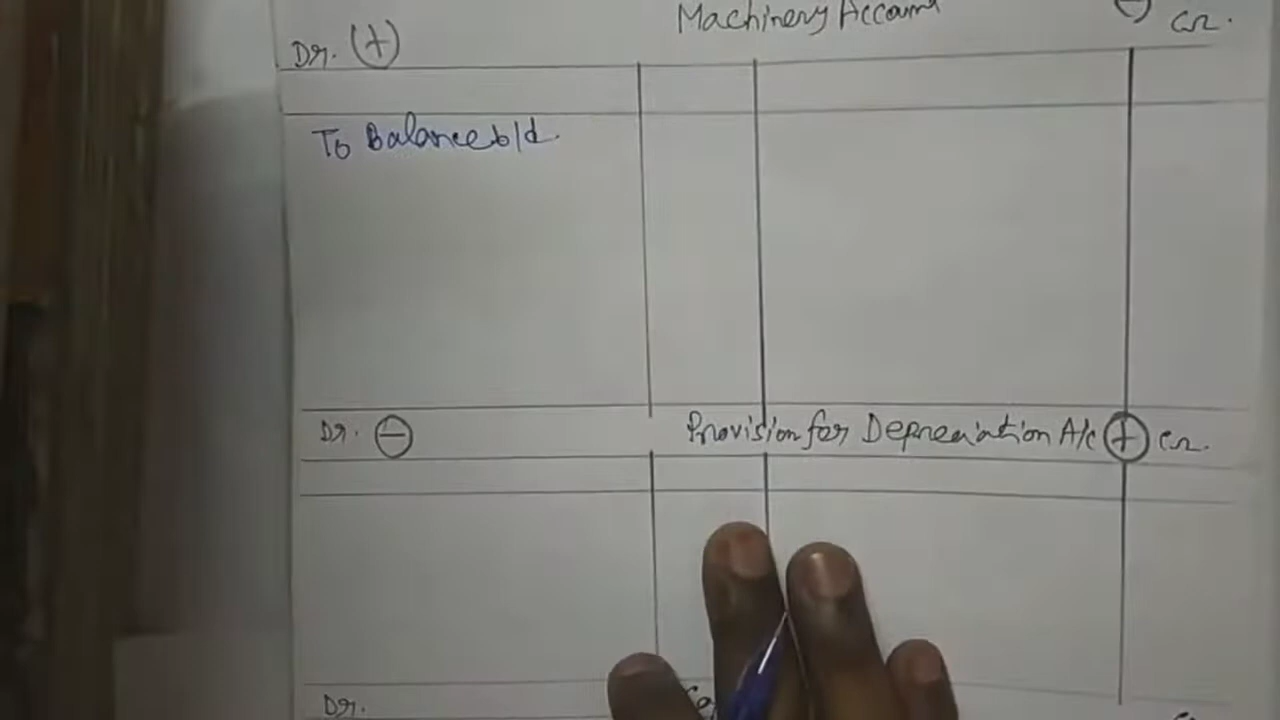 Machinery Account
Dr. (+) (-) Cr.
To Balance b/d.
Dr. (-) Provision for Depreciation A/c (+) Cr.
Dr.